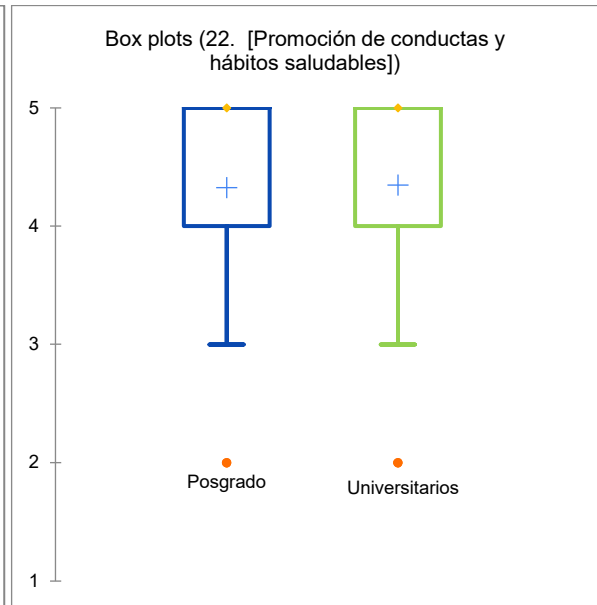 Box plots (22.  [Promoción de conductas y
hábitos saludables])
5
4
3
2
1
Posgrado
Universitarios